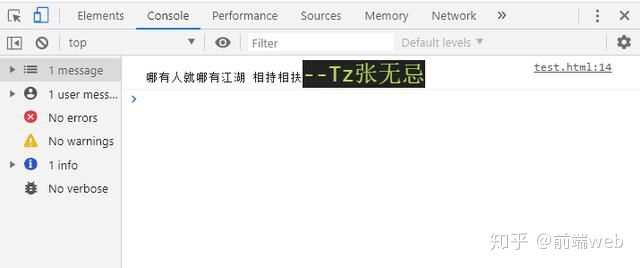 Elements Console Performance Sources Memory Network »
top Filter Default levels
1 message
哪有人就哪有江湖 相持相扶--Tz张无忌 test.html:14
1 user mess...
No errors
No warnings
1 info
No verbose
知乎 @前端web